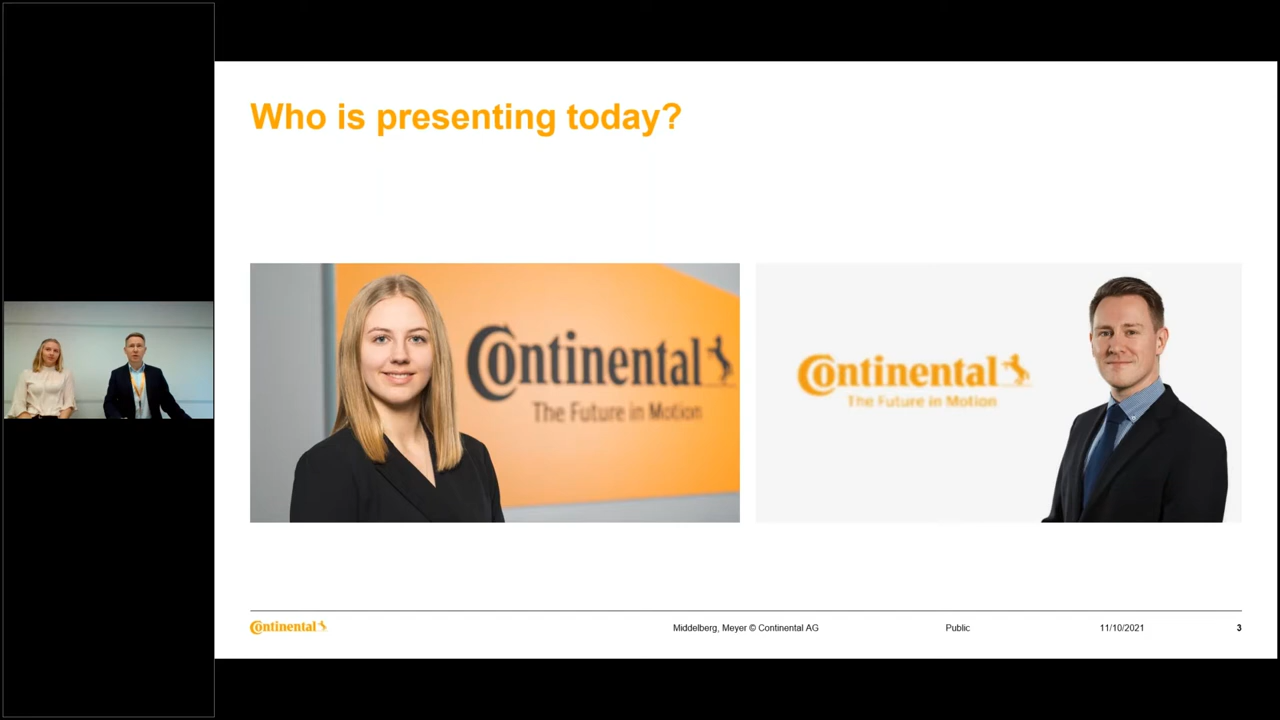 Who is presenting today?
Continental
The Future in Motion
Continental
The Future in Motion
Continental
Middelberg, Meyer © Continental AG
Public
11/10/2021
3